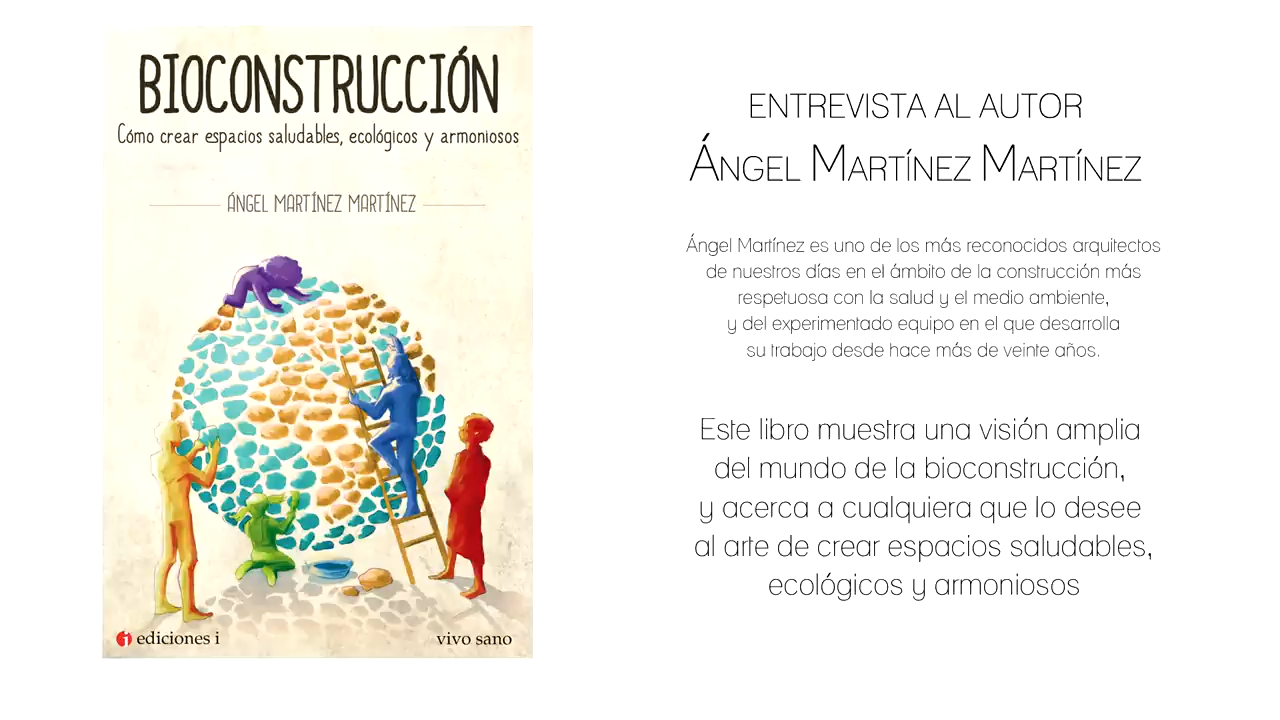 BIOCONSTRUCCIÓN
Cómo crear espacios saludables, ecológicos y armoniosos
ÁNGEL MARTÍNEZ MARTÍNEZ
i ediciones i
vivo sano
ENTREVISTA AL AUTOR
ÁNGEL MARTÍNEZ MARTÍNEZ
Ángel Martínez es uno de los más reconocidos arquitectos
de nuestros días en el ámbito de la construcción más
respetuosa con la salud y el medio ambiente,
y del experimentado equipo en el que desarrolla
su trabajo desde hace más de veinte años.
Este libro muestra una visión amplia
del mundo de la bioconstrucción,
y acerca a cualquiera que lo desee
al arte de crear espacios saludables,
ecológicos y armoniosos